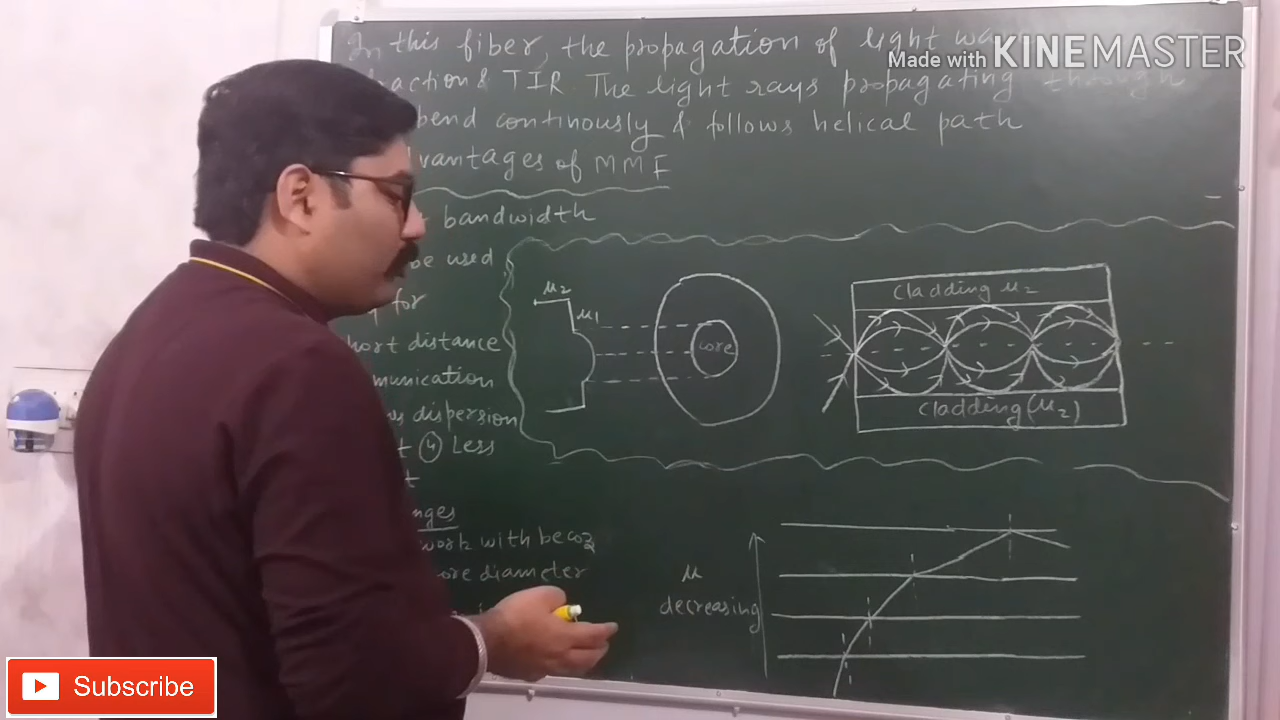 In this fiber, the propagation of light wa
Made with KINEMASTER
raction & TIR. The light rays propagating through
bend continously & follows helical path
vantages of MMF
bandwidth
be used
for
hort distance
munication
dispersion
t (4) Less
t
nges
work with becoz
ore diameter
μ2
μ1
core
cladding μ2
cladding (μ2)
μ
decreasing
Subscribe